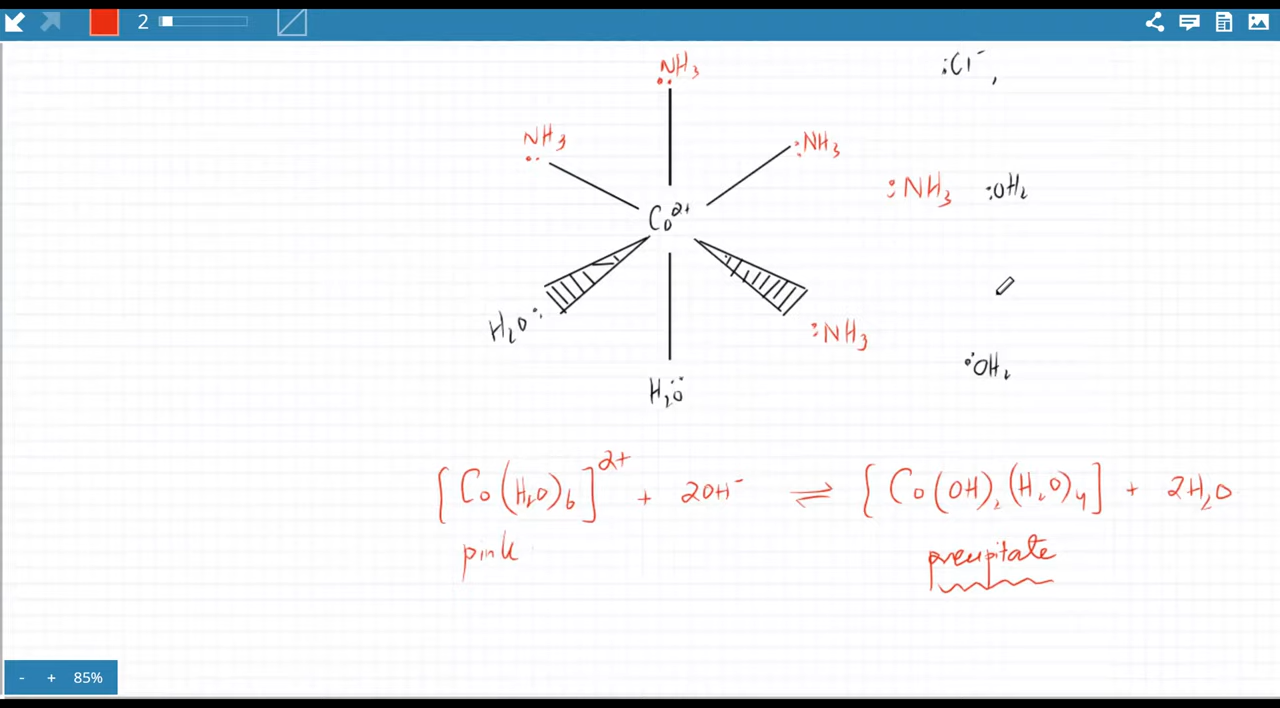 2
:Cl⁻,
:NH₃
NH₃
:NH₃
Co²⁺
:NH₃ :OH₂
H₂O:
:NH₃
:OH₂
H₂O:
[Co(H₂O)₆]²⁺ + 2OH⁻ ⇌ [Co(OH)₂(H₂O)₄] + 2H₂O
pink precipitate
- + 85%